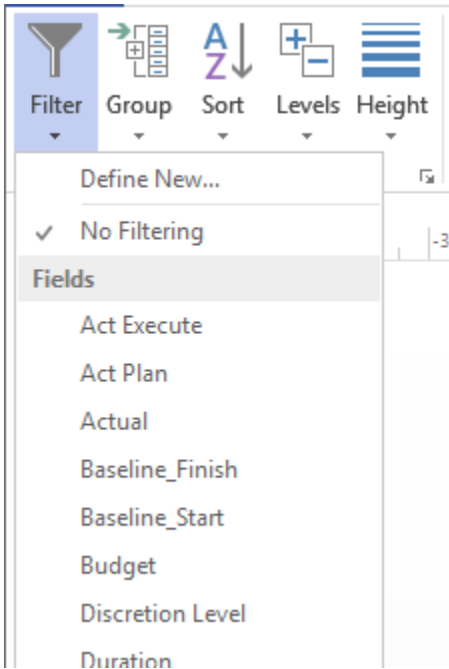 Filter Group Sort Levels Height
Define New...
-3
No Filtering
Fields
Act Execute
Act Plan
Actual
Baseline_Finish
Baseline_Start
Budget
Discretion Level
Duration